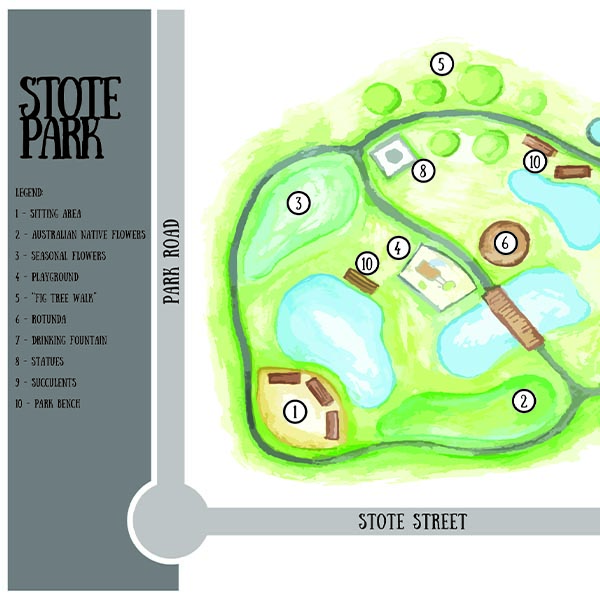 STOTE
PARK
LEGEND:
1 - SITTING AREA
2 - AUSTRALIAN NATIVE FLOWERS
3 - SEASONAL FLOWERS
4 - PLAYGROUND
5 - "FIG TREE WALK"
6 - ROTUNDA
7 - DRINKING FOUNTAIN
8 - STATUES
9 - SUCCULENTS
10 - PARK BENCH
PARK ROAD
5
10
8
3
6
4
10
2
1
STOTE STREET